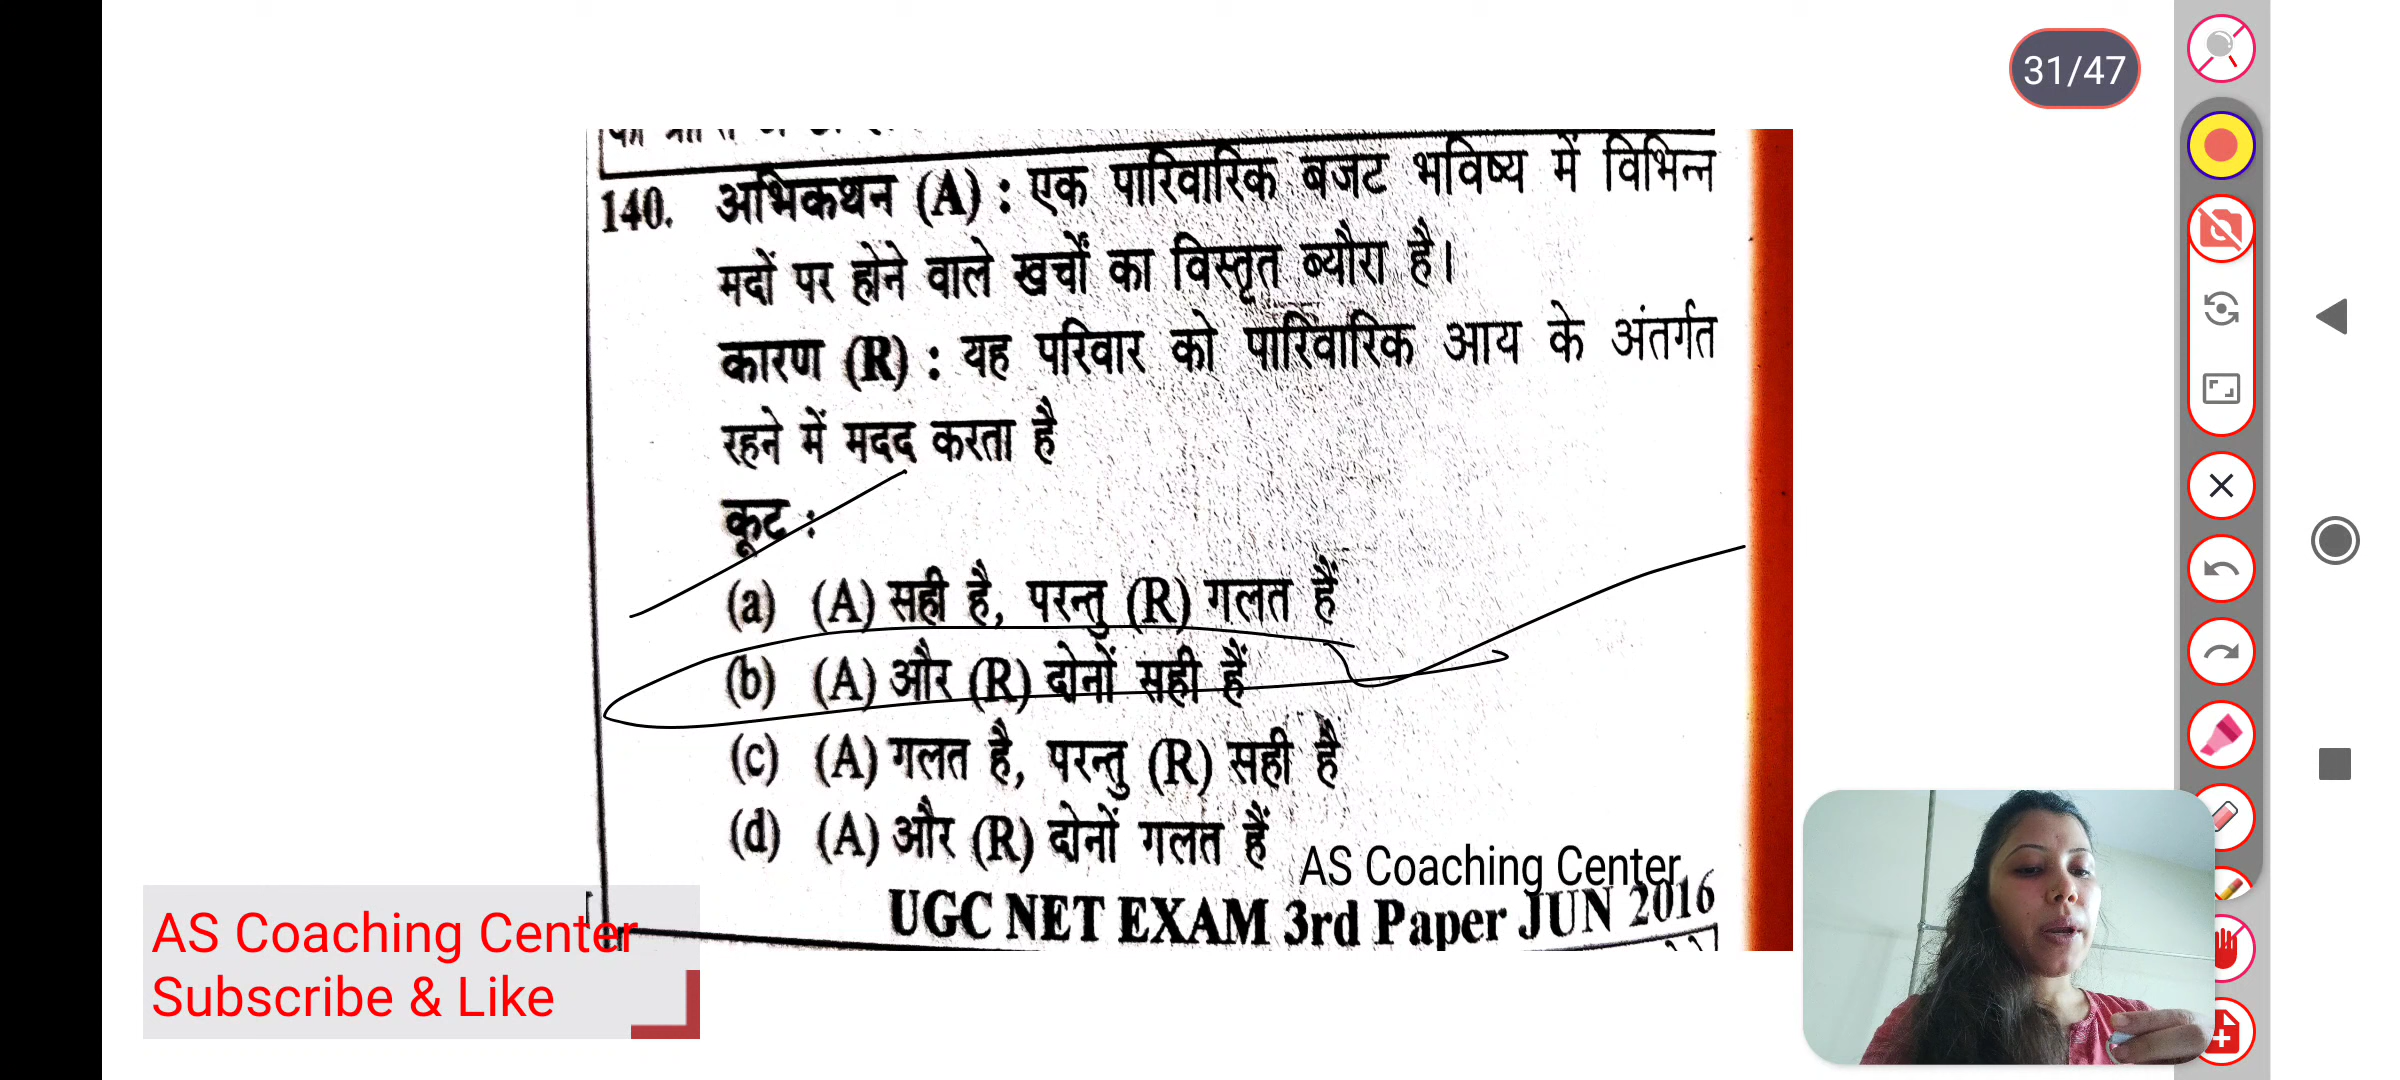 31/47
140. अभिकथन (A) : एक पारिवारिक बजट भविष्य में विभिन्न
मदों पर होने वाले खर्चों का विस्तृत ब्यौरा है।
कारण (R) : यह परिवार को पारिवारिक आय के अंतर्गत
रहने में मदद करता है
कूट :
(a) (A) सही है, परन्तु (R) गलत हैं
(b) (A) और (R) दोनों सही हैं
(c) (A) गलत है, परन्तु (R) सही है
(d) (A) और (R) दोनों गलत हैं
AS Coaching Center
UGC NET EXAM 3rd Paper JUN 2016
AS Coaching Center
Subscribe & Like